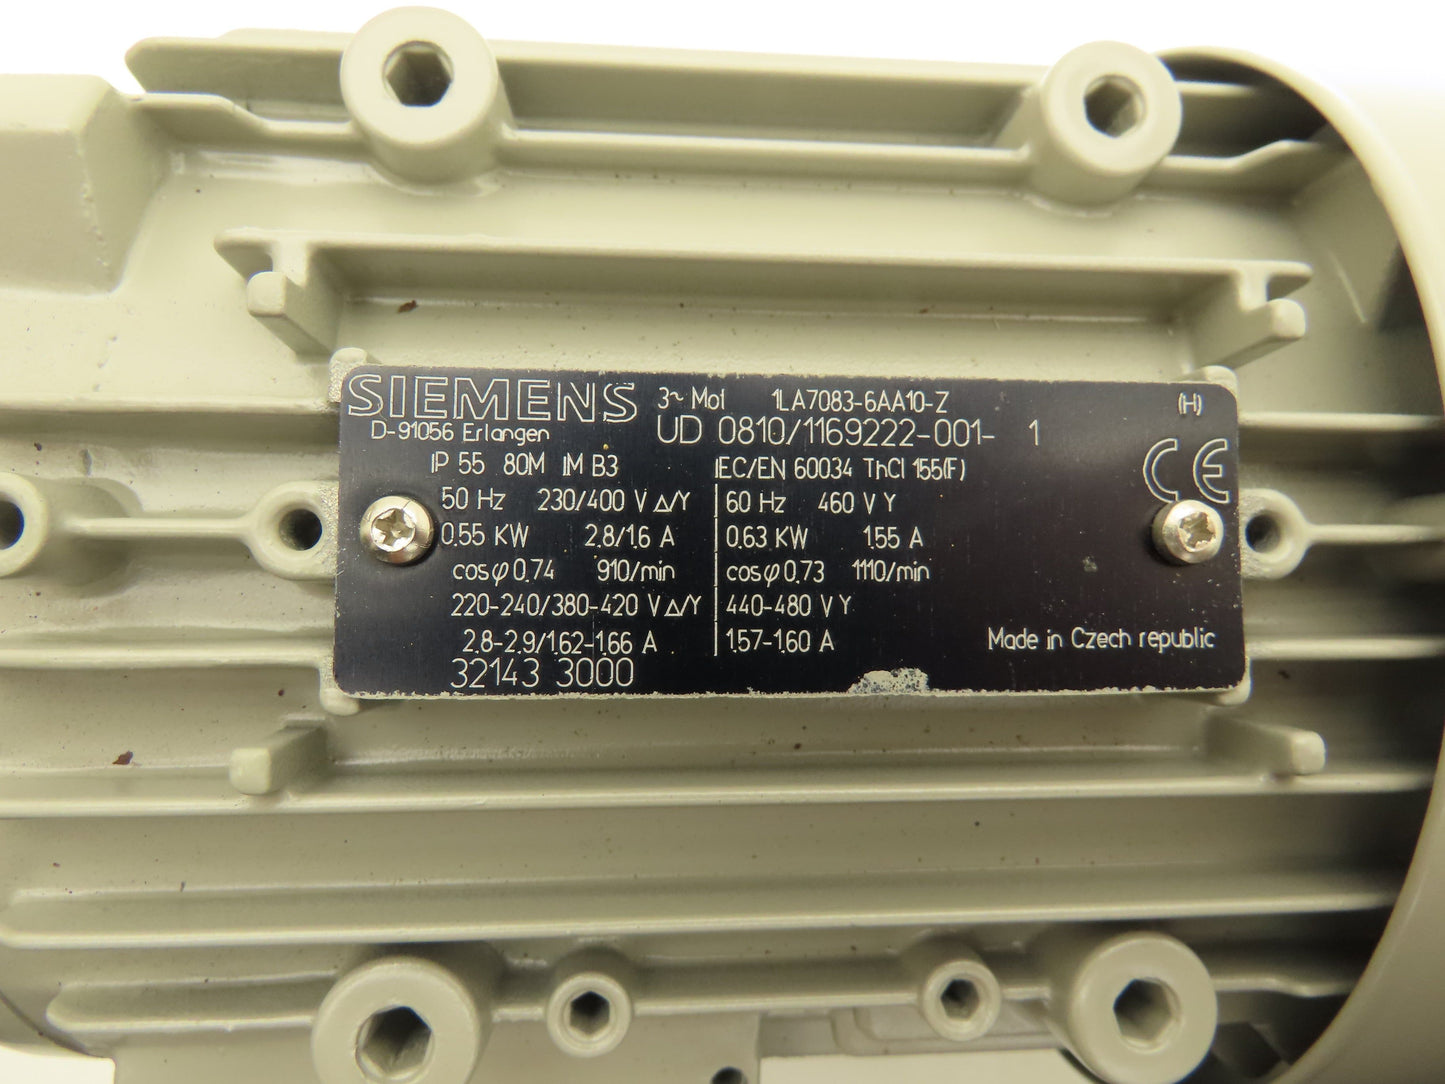 SIEMENS 3~ Mot 1LA7083-6AA10-Z (H)
D-91056 Erlangen UD 0810/1169222-001- 1
IP 55 80M IM B3 IEC/EN 60034 ThCl 155(F)
CE
50 Hz 230/400 V Δ/Y 60 Hz 460 V Y
0.55 KW 2.8/1.6 A 0.63 KW 1.55 A
cosφ 0.74 910/min cosφ 0.73 1110/min
220-240/380-420 V Δ/Y 440-480 V Y
2.8-2.9/1.62-1.66 A 1.57-1.60 A Made in Czech republic
32143 3000